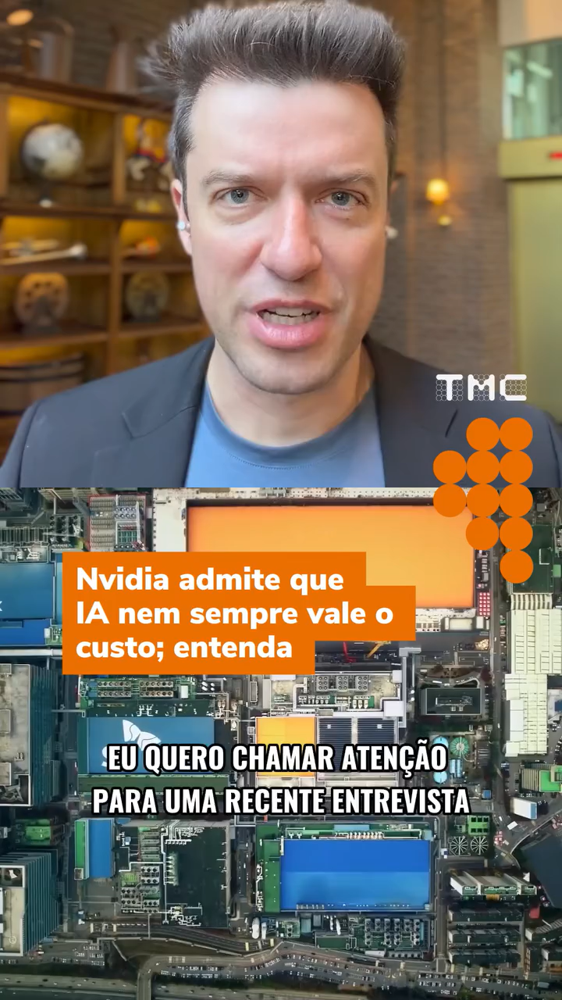 TMC
Nvidia admite que
IA nem sempre vale o
custo; entenda
EU QUERO CHAMAR ATENÇÃO
PARA UMA RECENTE ENTREVISTA